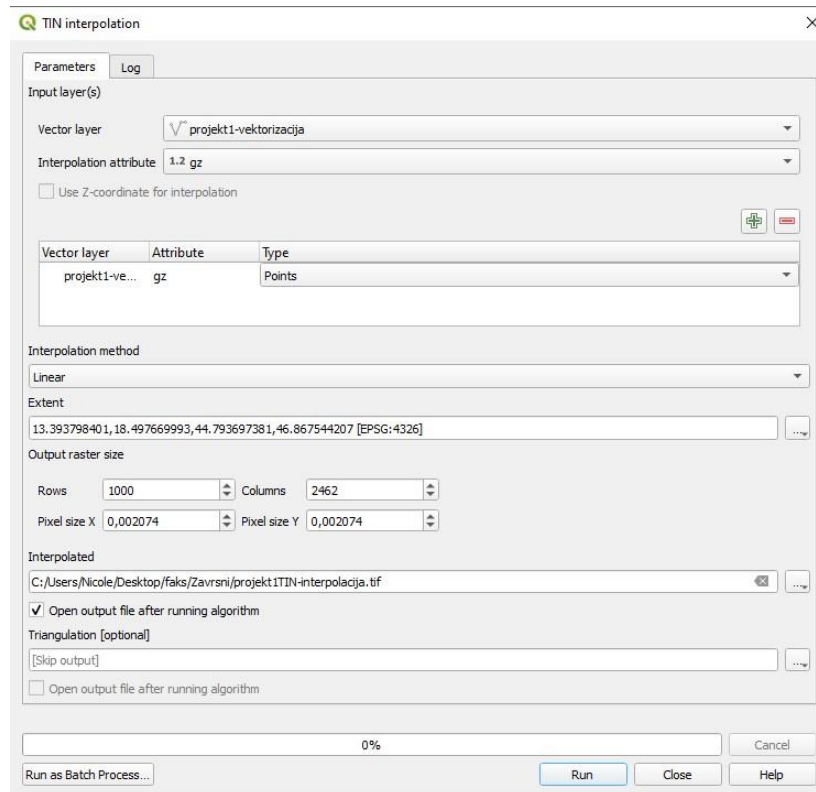 TIN interpolation
Parameters Log
Input layer(s)
Vector layer projekt1-vektorizacija
Interpolation attribute 1.2 gz
Use Z-coordinate for interpolation
Vector layer Attribute Type
projekt1-ve... gz Points
Interpolation method
Linear
Extent
13.393798401,18.497669993,44.793697381,46.867544207 [EPSG:4326]
...
Output raster size
Rows 1000 Columns 2462
Pixel size X 0,002074 Pixel size Y 0,002074
Interpolated
C:/Users/Nicole/Desktop/faks/Zavrsni/projekt1TIN-interpolacija.tif
...
Open output file after running algorithm
Triangulation [optional]
[Skip output]
...
Open output file after running algorithm
0% Cancel
Run as Batch Process... Run Close Help